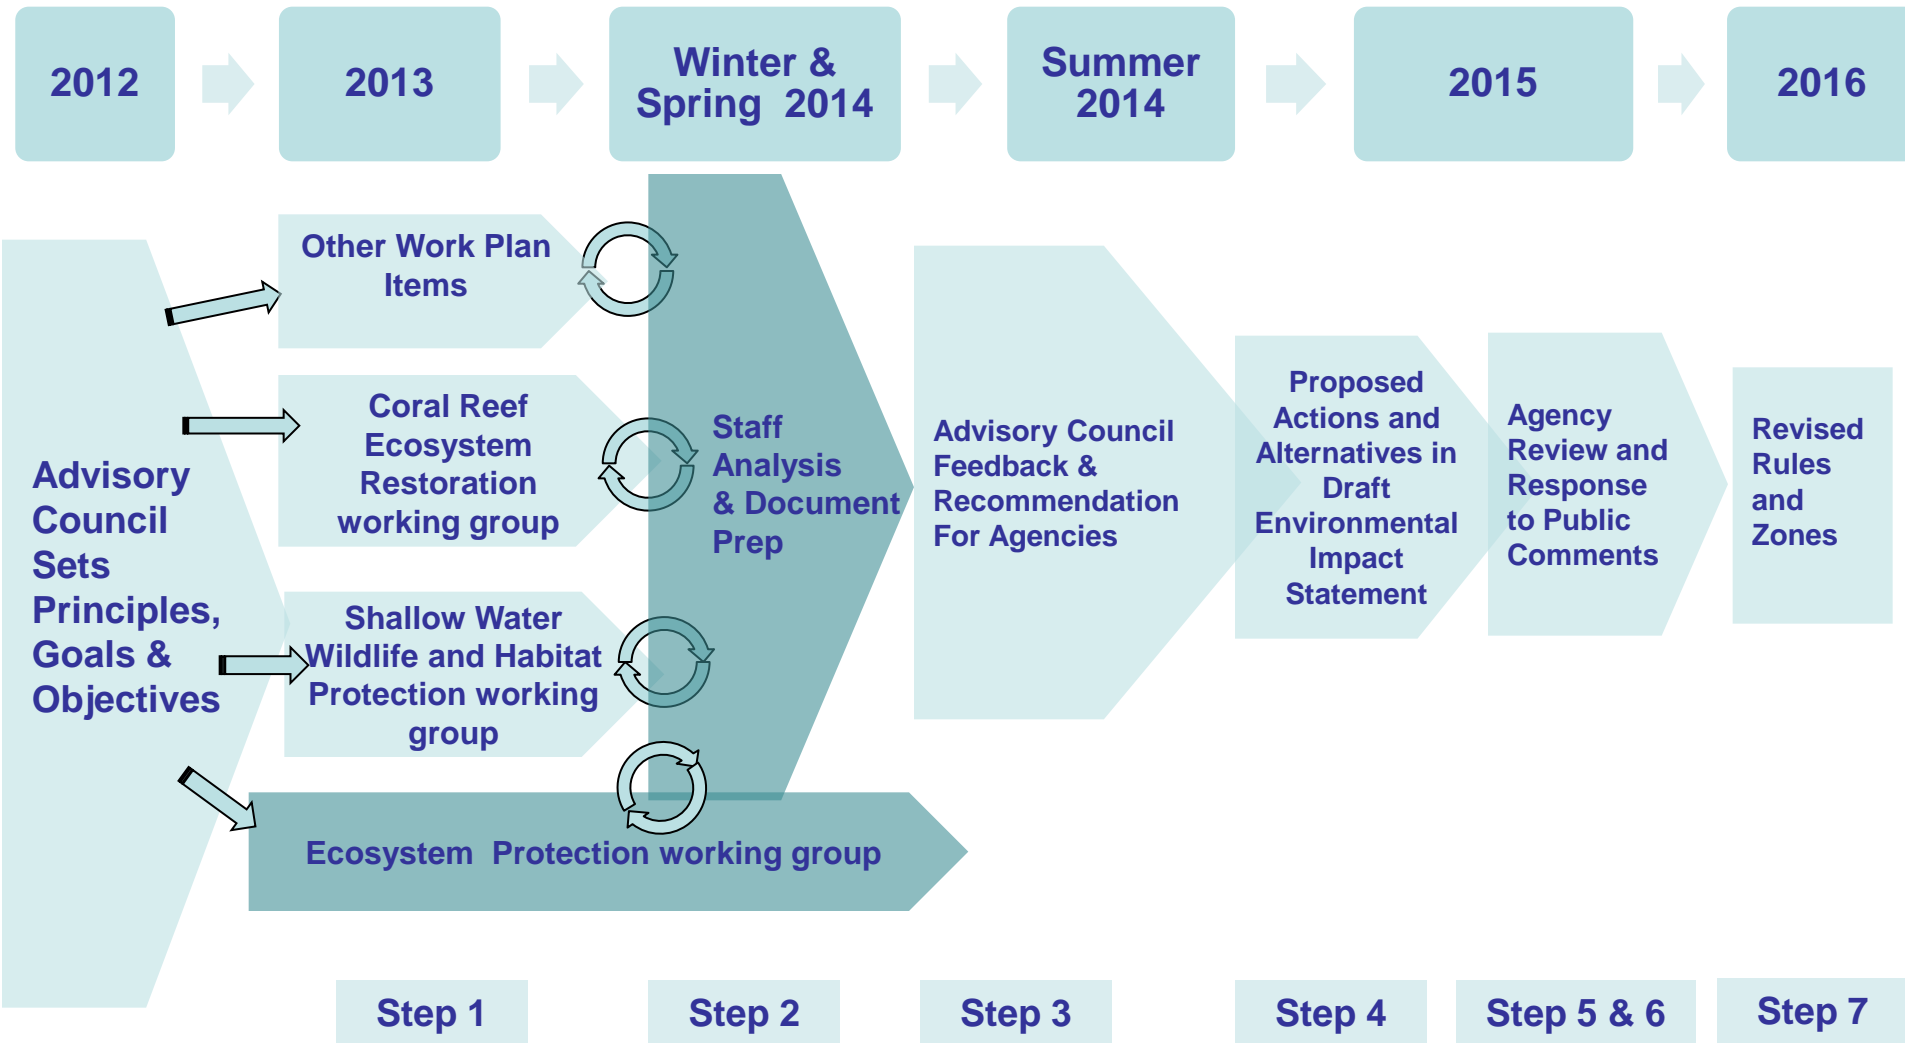 2012
2013
Winter &
Spring 2014
Summer
2014
2015
2016
Advisory
Council
Sets
Principles,
Goals &
Objectives
Other Work Plan
Items
Coral Reef
Ecosystem
Restoration
working group
Shallow Water
Wildlife and Habitat
Protection working
group
Ecosystem Protection working group
Staff
Analysis
& Document
Prep
Advisory Council
Feedback &
Recommendation
For Agencies
Proposed
Actions and
Alternatives in
Draft
Environmental
Impact
Statement
Agency
Review and
Response
to Public
Comments
Revised
Rules
and
Zones
Step 1
Step 2
Step 3
Step 4
Step 5 & 6
Step 7